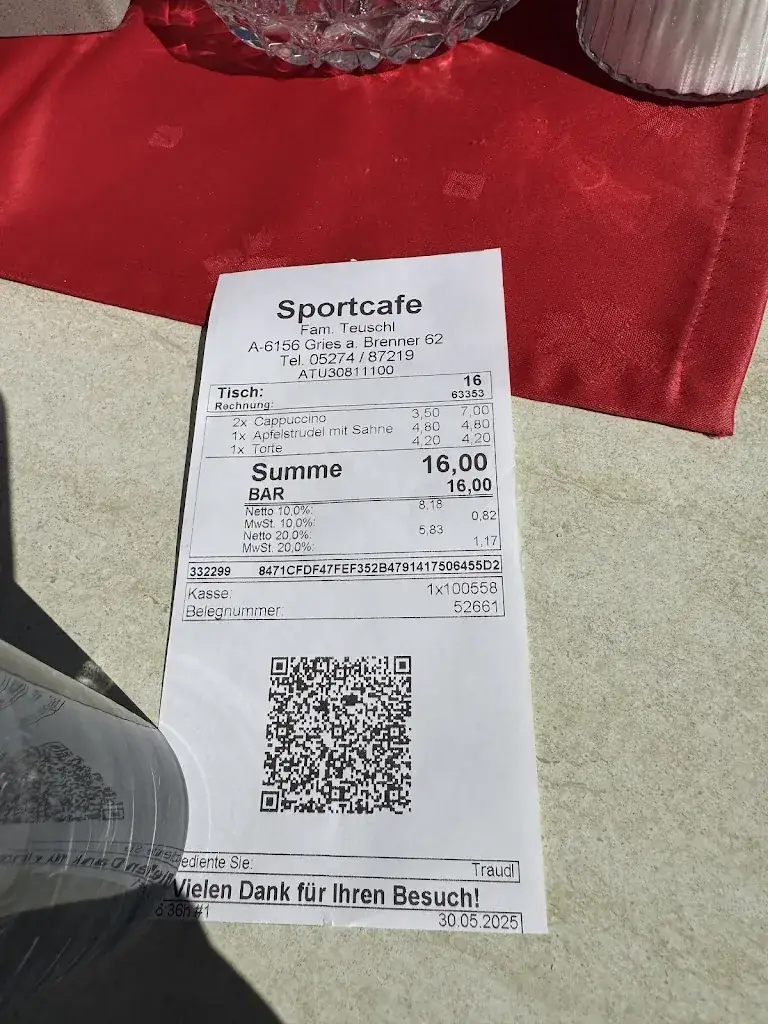 Sportcafe
Fam. Teuschl
A-6156 Gries a. Brenner 62
Tel. 05274 / 87219
ATU30811100
Tisch: 16
Rechnung: 63353
2x Cappuccino 3,50 7,00
1x Apfelstrudel mit Sahne 4,80 4,80
1x Torte 4,20 4,20
Summe 16,00
BAR 16,00
Netto 10,0%: 8,18
MwSt. 10,0%: 0,82
Netto 20,0%: 5,83
MwSt. 20,0%: 1,17
332299 8471CFDF47FEF352B4791417506455D2
Kasse: 1x100558
Belegnummer: 52661
ediente Sie: Traudl
Vielen Dank für Ihren Besuch!
6:36h #1 30.05.2025